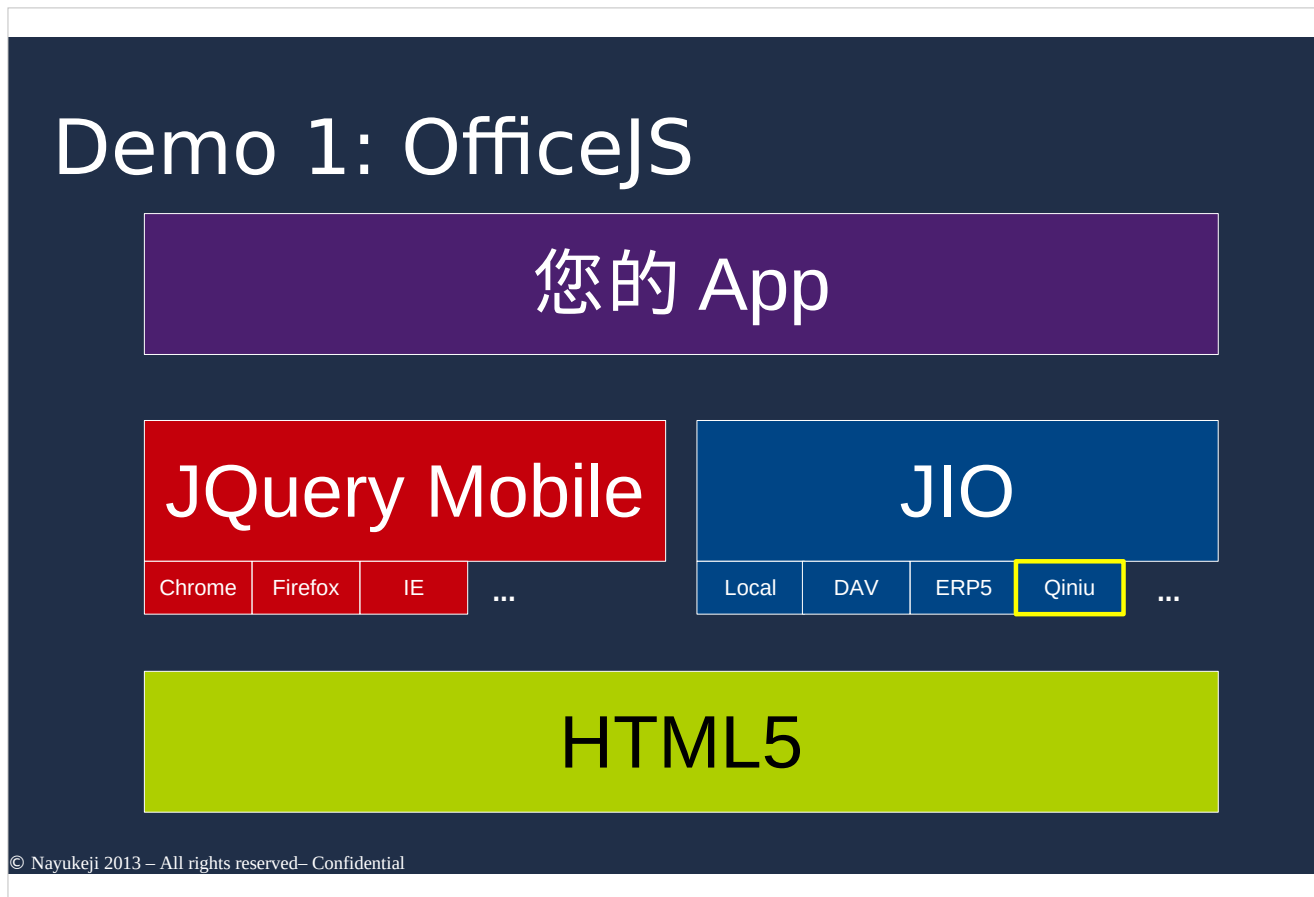 Demo 1: OfficeJS
您的 App
JQuery Mobile
JIO
Chrome Firefox IE ...
Local DAV ERP5 Qiniu ...
HTML5
© Nayukeji 2013 – All rights reserved– Confidential